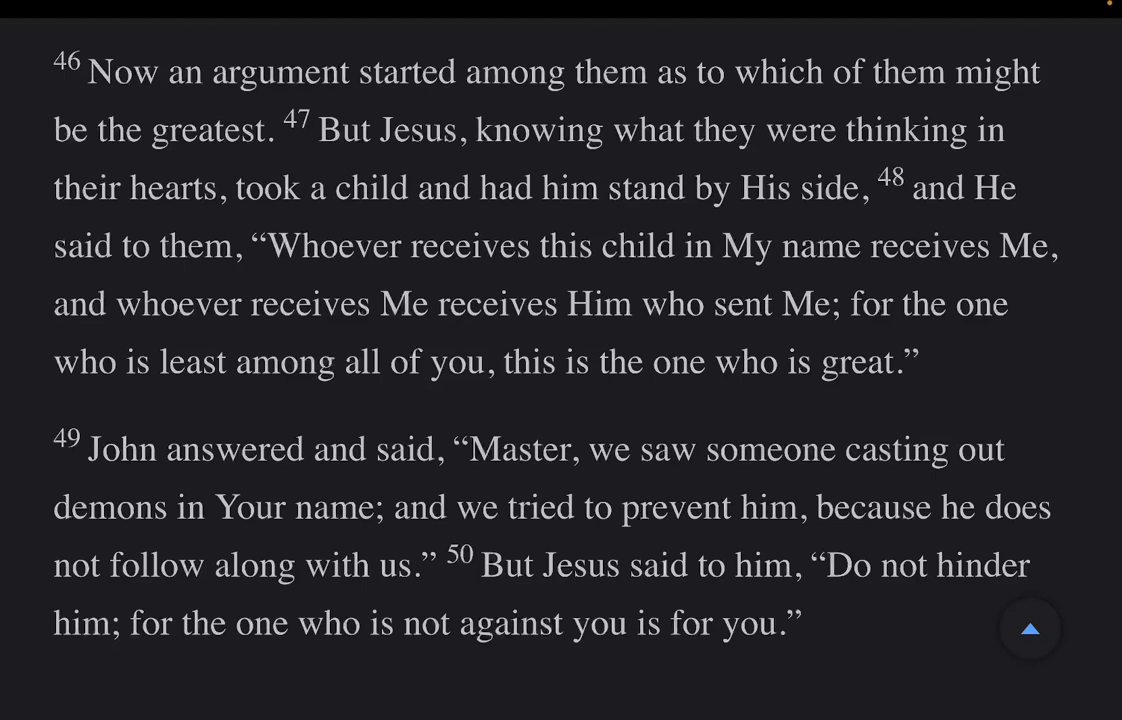 46 Now an argument started among them as to which of them might
be the greatest. 47 But Jesus, knowing what they were thinking in
their hearts, took a child and had him stand by His side, 48 and He
said to them, “Whoever receives this child in My name receives Me,
and whoever receives Me receives Him who sent Me; for the one
who is least among all of you, this is the one who is great.”
49 John answered and said, “Master, we saw someone casting out
demons in Your name; and we tried to prevent him, because he does
not follow along with us.” 50 But Jesus said to him, “Do not hinder
him; for the one who is not against you is for you.”